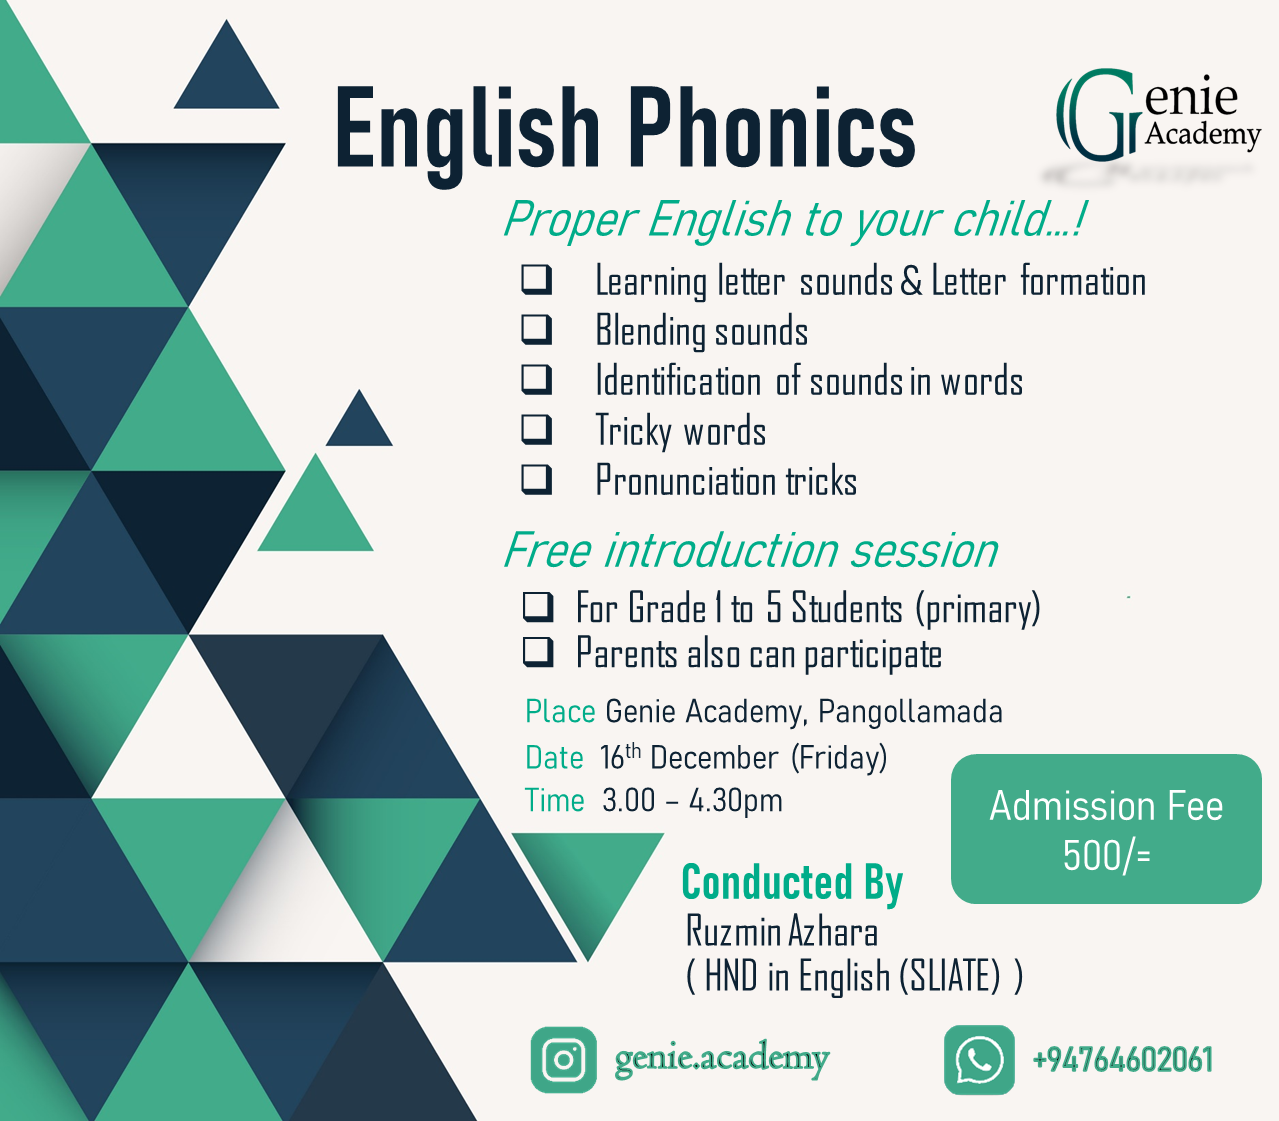 English Phonics
Genie
Academy
Proper English to your child...!
Learning letter sounds & Letter formation
Blending sounds
Identification of sounds in words
Tricky words
Pronunciation tricks
Free introduction session
For Grade 1 to 5 Students (primary)
Parents also can participate
Place Genie Academy, Pangollamada
Date 16th December (Friday)
Time 3.00 – 4.30pm
Admission Fee
500/=
Conducted By
Ruzmin Azhara
( HND in English (SLIATE) )
genie.academy
+94764602061